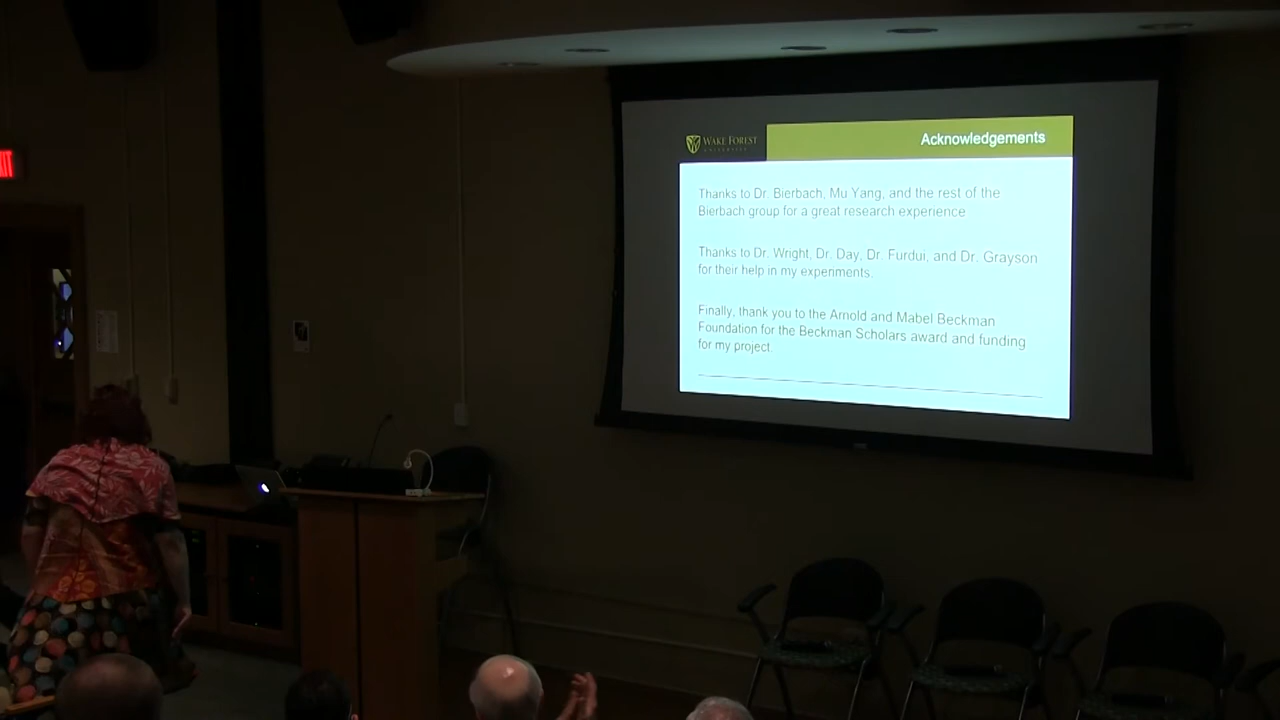 WAKE FOREST
UNIVERSITY
Acknowledgements
Thanks to Dr. Bierbach, Mu Yang, and the rest of the
Bierbach group for a great research experience
Thanks to Dr. Wright, Dr. Day, Dr. Furdui, and Dr. Grayson
for their help in my experiments.
Finally, thank you to the Arnold and Mabel Beckman
Foundation for the Beckman Scholars award and funding
for my project.